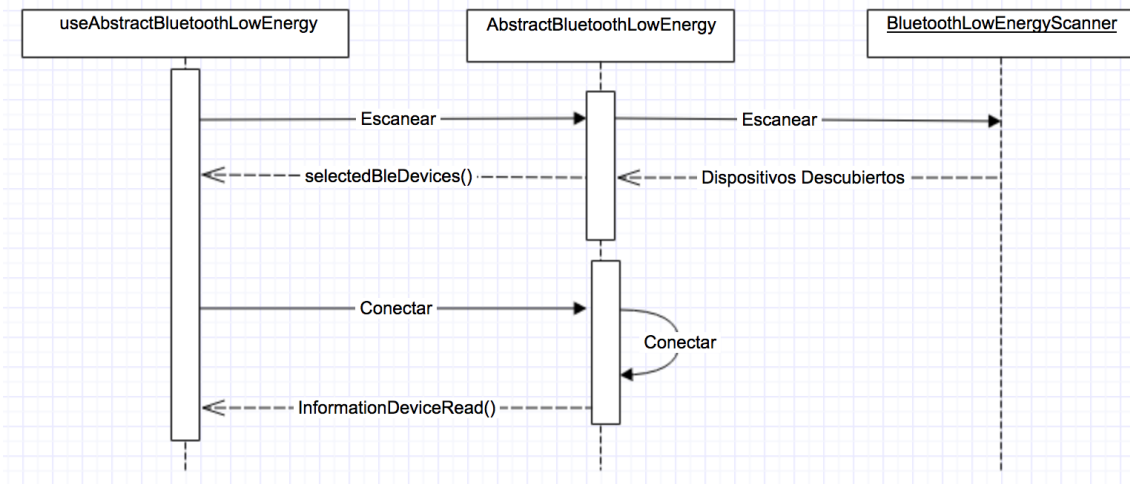 useAbstractBluetoothLowEnergy
AbstractBluetoothLowEnergy
BluetoothLowEnergyScanner
Escanear
Escanear
selectedBleDevices()
Dispositivos Descubiertos
Conectar
Conectar
InformationDeviceRead()